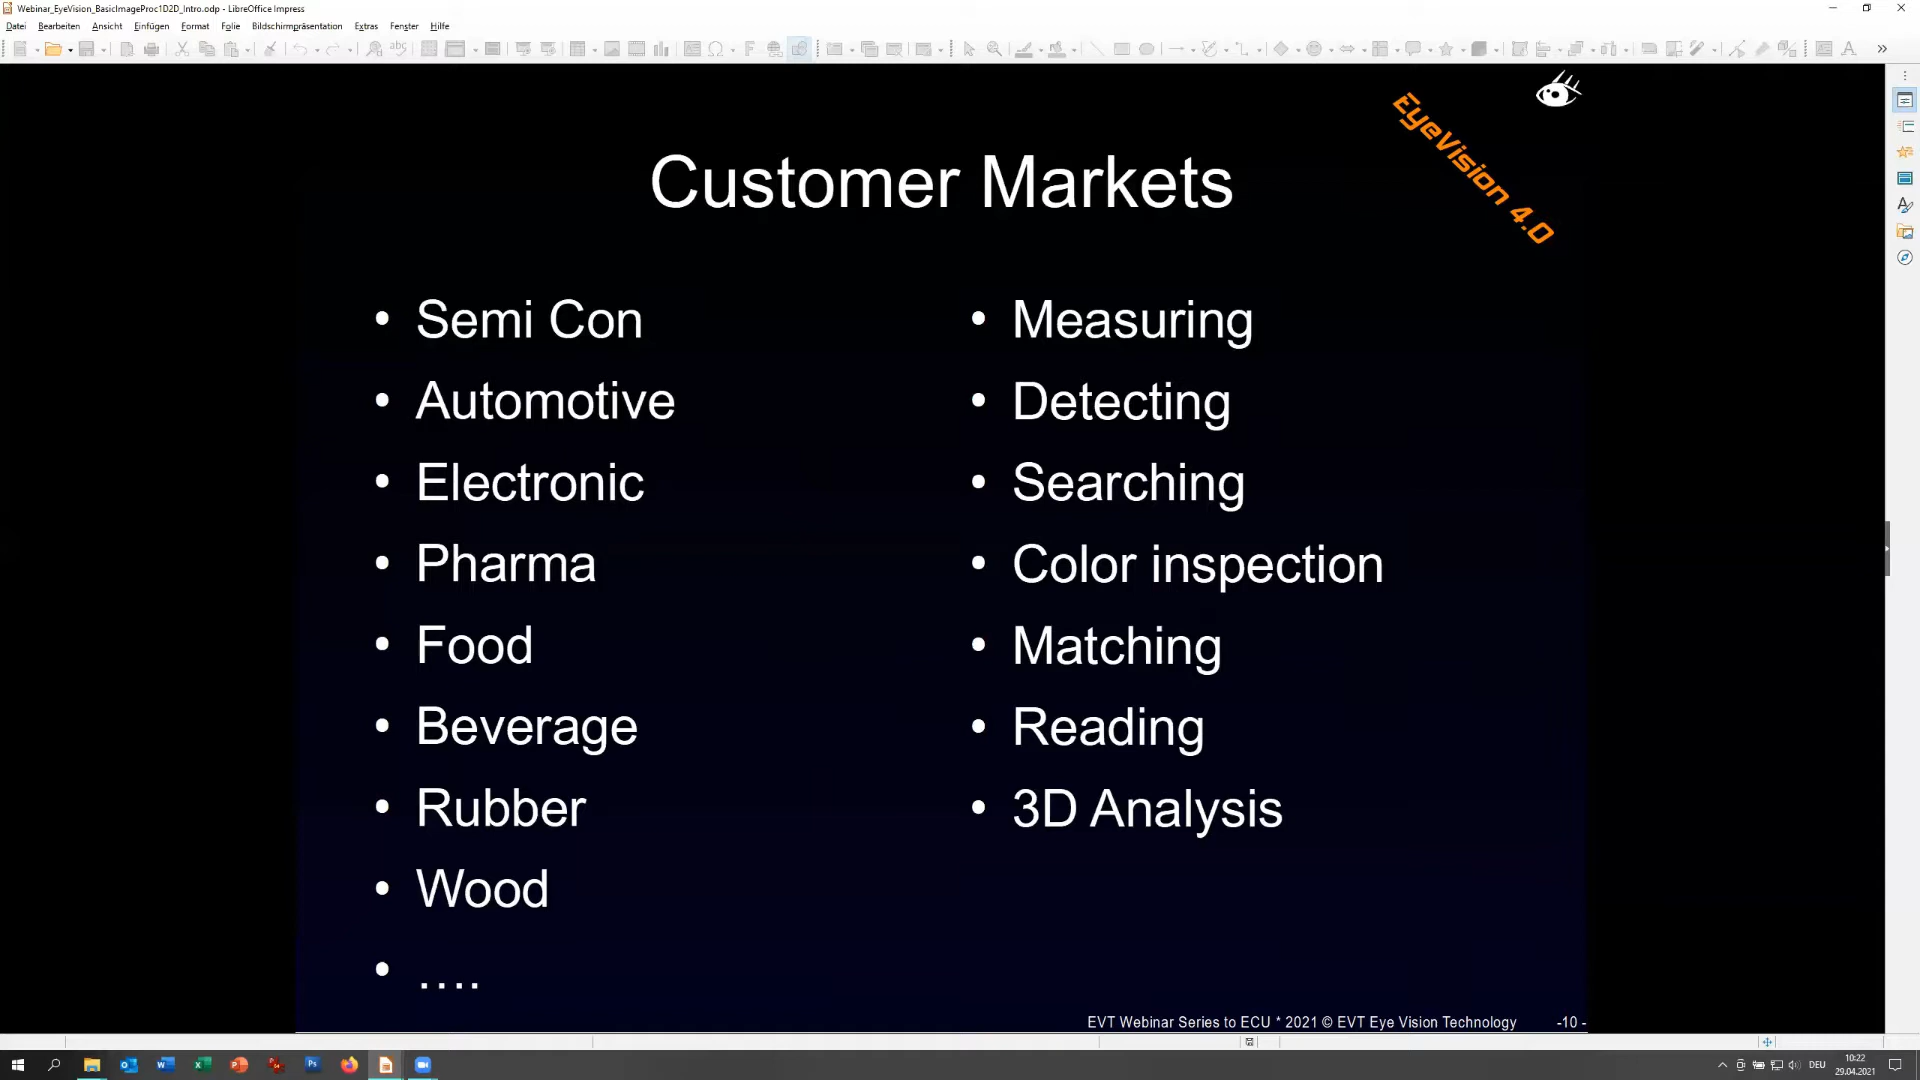 Webinar_EyeVision_BasicImageProc1D2D_Intro.odp - LibreOffice Impress
Datei Bearbeiten Ansicht Einfügen Format Folie Bildschirmpräsentation Extras Fenster Hilfe
EyeVision 4.0
Customer Markets
• Semi Con
• Automotive
• Electronic
• Pharma
• Food
• Beverage
• Rubber
• Wood
• ....
• Measuring
• Detecting
• Searching
• Color inspection
• Matching
• Reading
• 3D Analysis
EVT Webinar Series to ECU * 2021 © EVT Eye Vision Technology -10 -
DEU
10:22
29.04.2021